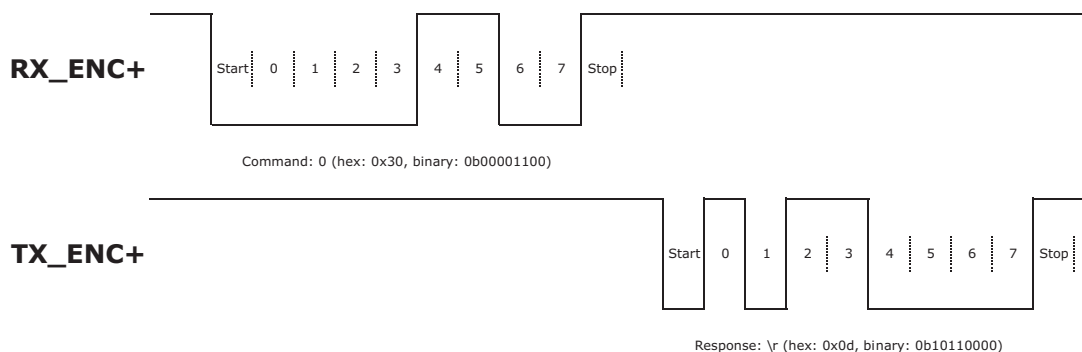 RX_ENC+
Start 0 1 2 3 4 5 6 7 Stop
Command: 0 (hex: 0x30, binary: 0b00001100)
TX_ENC+
Start 0 1 2 3 4 5 6 7 Stop
Response: \r (hex: 0x0d, binary: 0b10110000)